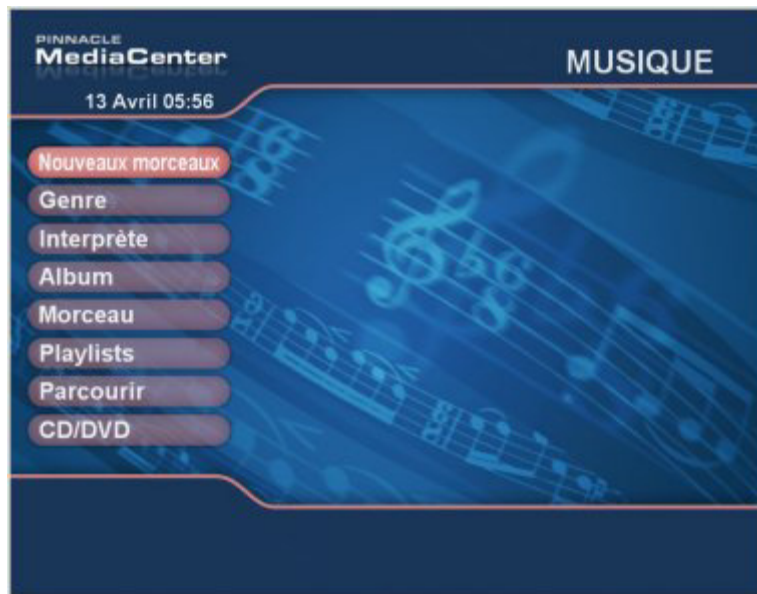 PINNACLE
MediaCenter
MUSIQUE
13 Avril 05:56
Nouveaux morceaux
Genre
Interprète
Album
Morceau
Playlists
Parcourir
CD/DVD